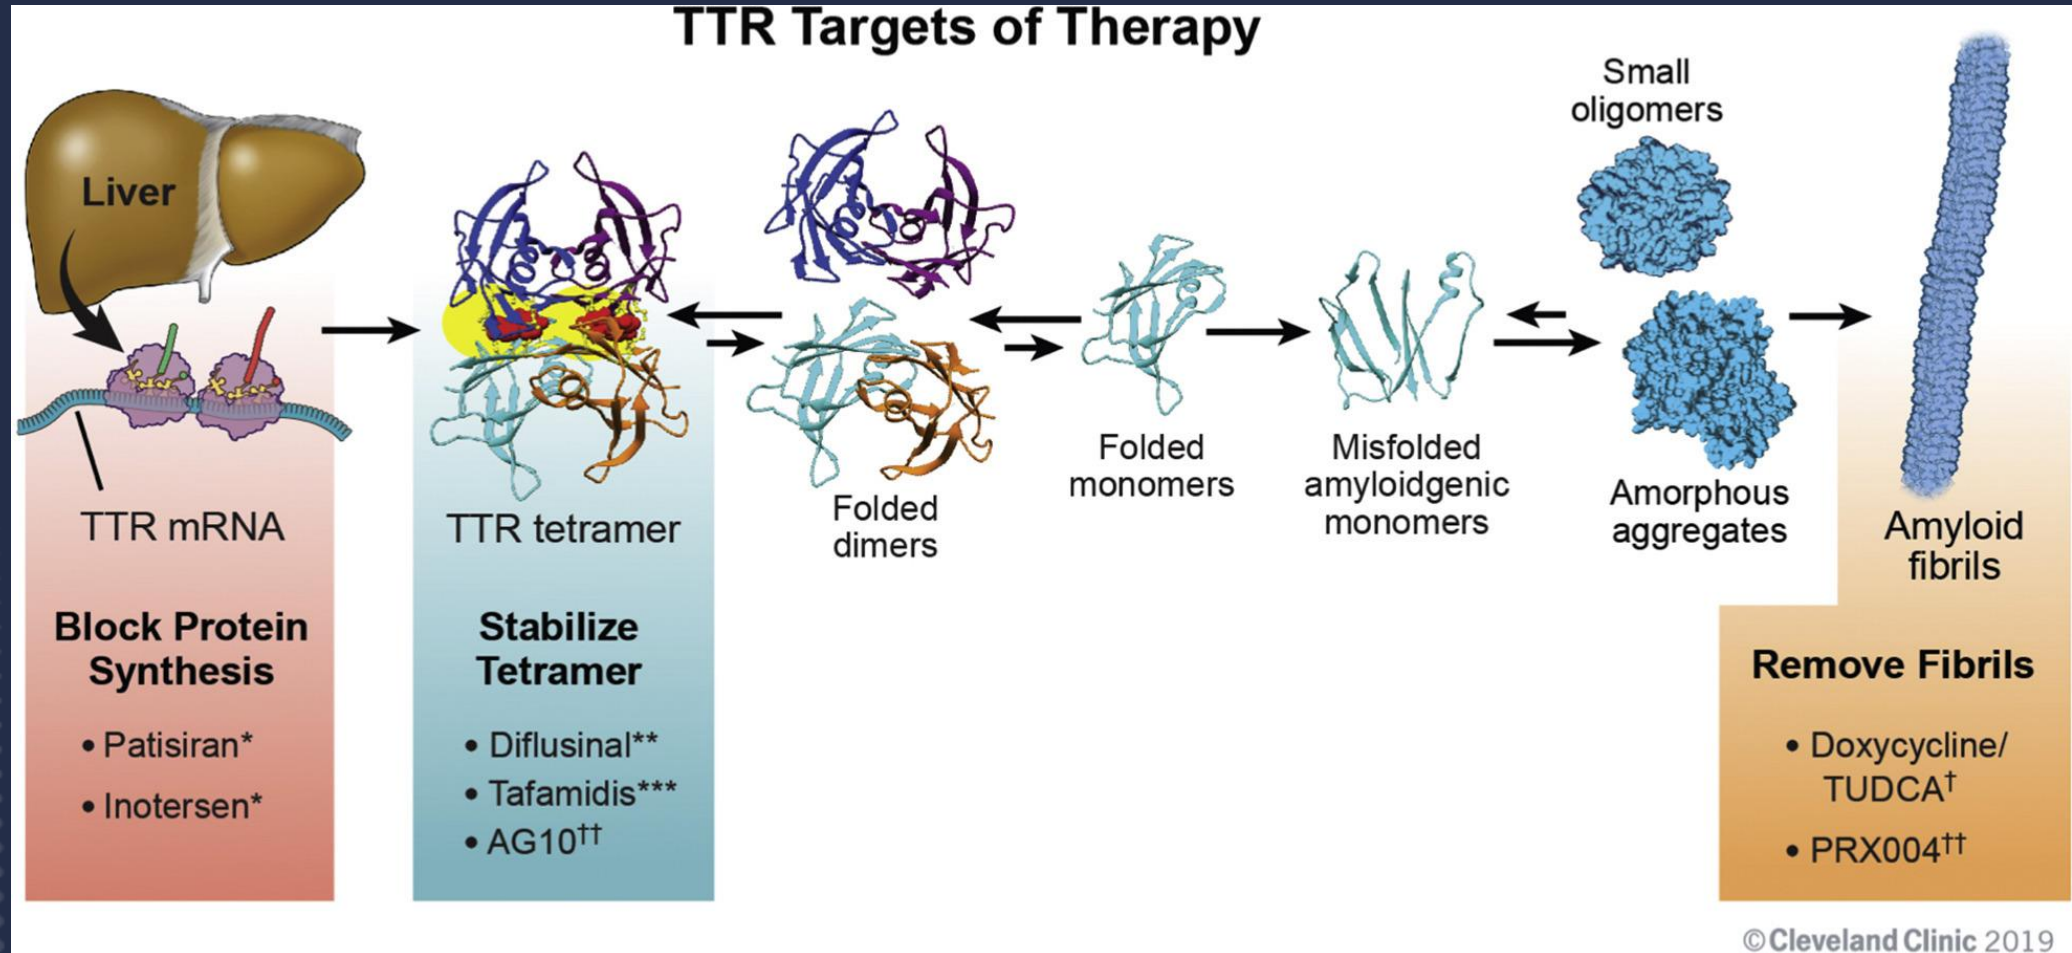 TTR Targets of Therapy
Liver
TTR mRNA
Block Protein
Synthesis
• Patisiran*
• Inotersen*
TTR tetramer
Stabilize
Tetramer
• Diflusinal**
• Tafamidis***
• AG10††
Folded
dimers
Folded
monomers
Misfolded
amyloidgenic
monomers
Small
oligomers
Amorphous
aggregates
Amyloid
fibrils
Remove Fibrils
• Doxycycline/
TUDCA†
• PRX004††
©Cleveland Clinic 2019